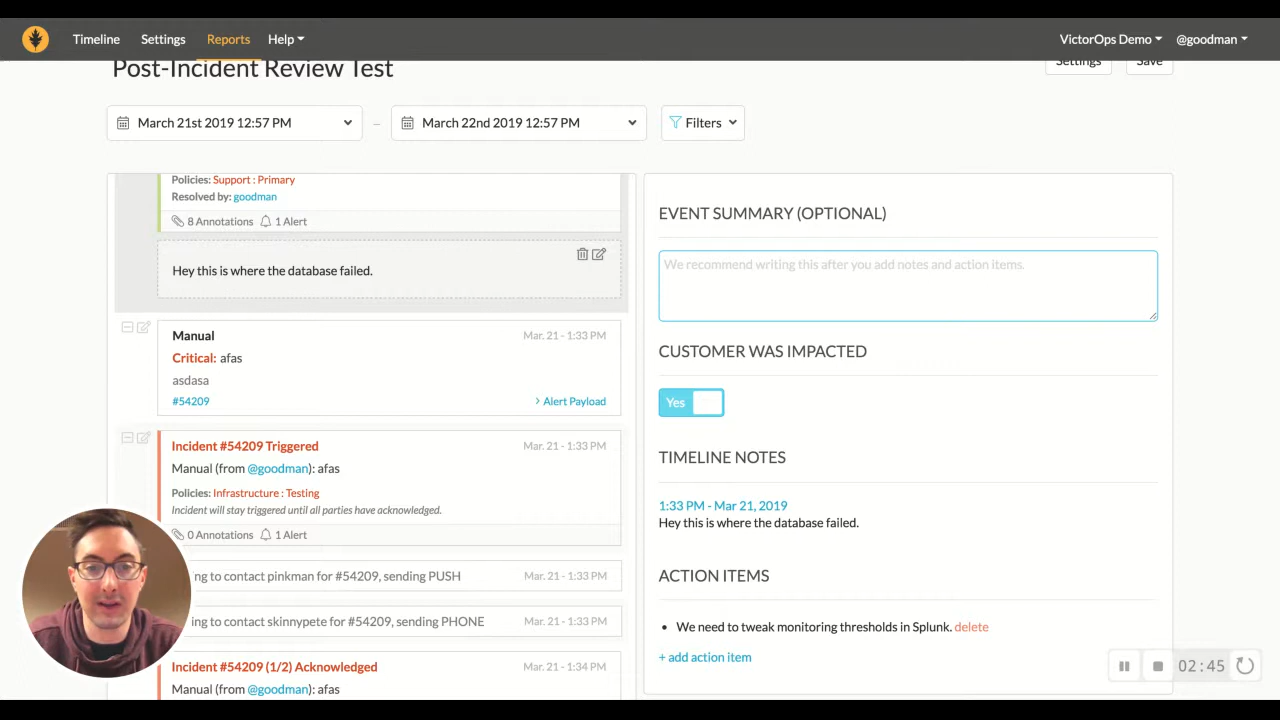 Timeline Settings Reports Help VictorOps Demo @goodman
Post-Incident Review Test
Settings Save
March 21st 2019 12:57 PM – March 22nd 2019 12:57 PM Filters
Policies: Support : Primary
Resolved by: goodman
8 Annotations 1 Alert
Hey this is where the database failed.
Manual Mar. 21 - 1:33 PM
Critical: afas
asdasa
#54209 Alert Payload
Incident #54209 Triggered Mar. 21 - 1:33 PM
Manual (from @goodman): afas
Policies: Infrastructure : Testing
Incident will stay triggered until all parties have acknowledged.
0 Annotations 1 Alert
ng to contact pinkman for #54209, sending PUSH Mar. 21 - 1:33 PM
ing to contact skinnypete for #54209, sending PHONE Mar. 21 - 1:33 PM
Incident #54209 (1/2) Acknowledged Mar. 21 - 1:34 PM
Manual (from @goodman): afas
EVENT SUMMARY (OPTIONAL)
We recommend writing this after you add notes and action items.
CUSTOMER WAS IMPACTED
Yes
TIMELINE NOTES
1:33 PM - Mar 21, 2019
Hey this is where the database failed.
ACTION ITEMS
• We need to tweak monitoring thresholds in Splunk. delete
+ add action item
02:45